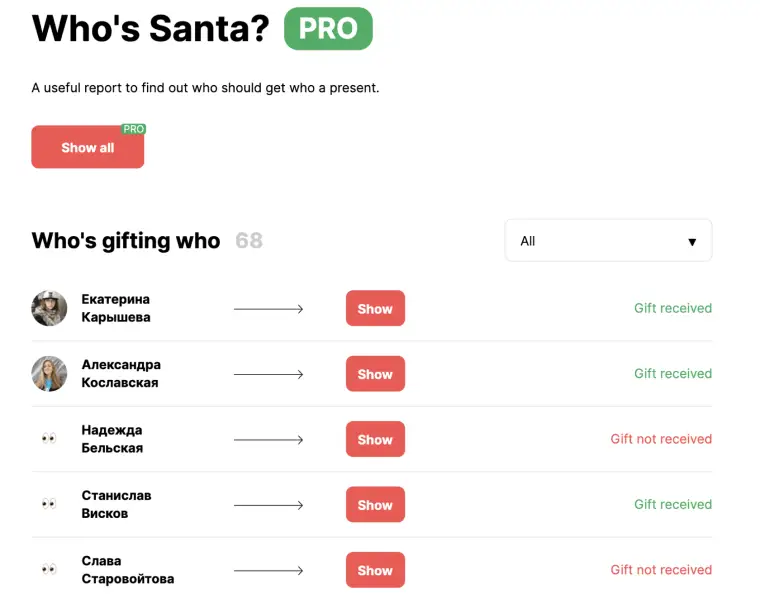 Who's Santa? PRO
A useful report to find out who should get who a present.
PRO
Show all
Who's gifting who 68
All
Екатерина
Карышева
Show
Gift received
Александра
Кославская
Show
Gift received
Надежда
Бельская
Show
Gift not received
Станислав
Висков
Show
Gift received
Слава
Старовойтова
Show
Gift not received